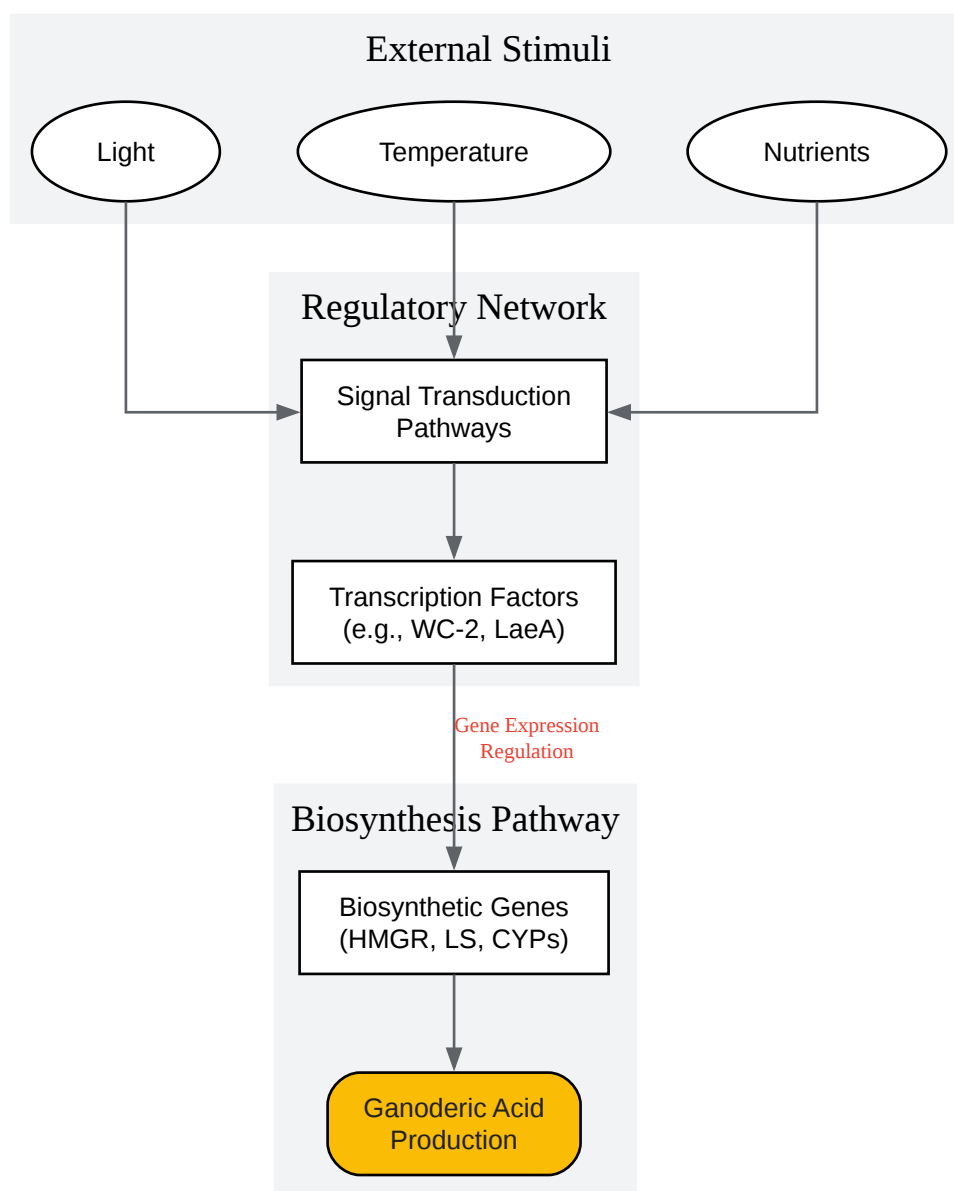 External Stimuli
Light
Temperature
Nutrients
Regulatory Network
Signal Transduction
Pathways
Transcription Factors
(e.g., WC-2, LaeA)
Gene Expression
Regulation
Biosynthesis Pathway
Biosynthetic Genes
(HMGR, LS, CYPs)
Ganoderic Acid
Production